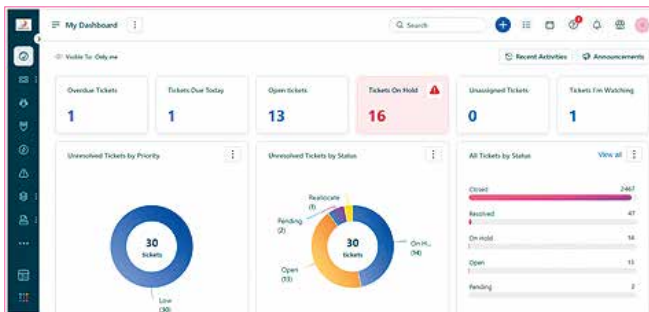 My Dashboard
Search
Visible To: Only me
Recent Activities
Announcements
Overdue Tickets
1
Tickets Due Today
1
Open tickets
13
Tickets On Hold
16
Unassigned Tickets
0
Tickets I'm Watching
1
Unresolved Tickets by Priority
30
tickets
Low
(30)
Unresolved Tickets by Status
Reallocate
(1)
Pending
(2)
Open
(13)
30
tickets
On H...
(14)
All Tickets by Status
View all
Closed 2467
Resolved 47
On Hold
Open 13
Pending 2